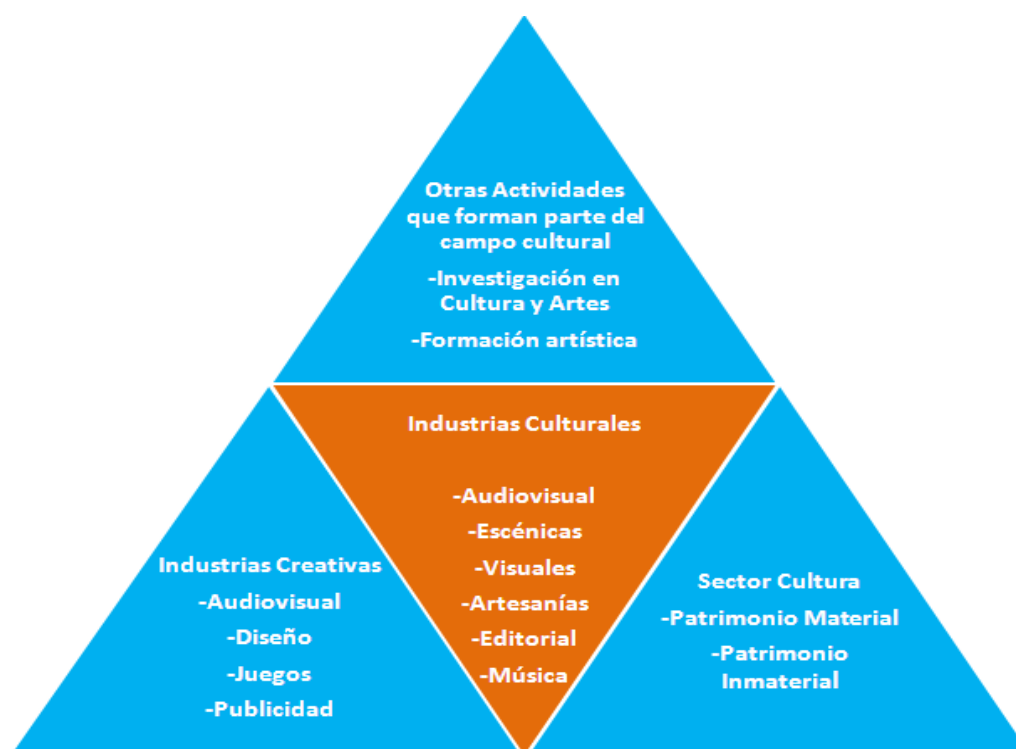 Otras Actividades
que forman parte del
campo cultural
-Investigación en
Cultura y Artes
-Formación artística
Industrias Culturales
-Audiovisual
-Escénicas
-Visuales
-Artesanías
-Editorial
-Música
Industrias Creativas
-Audiovisual
-Diseño
-Juegos
-Publicidad
Sector Cultura
-Patrimonio Material
-Patrimonio
Inmaterial